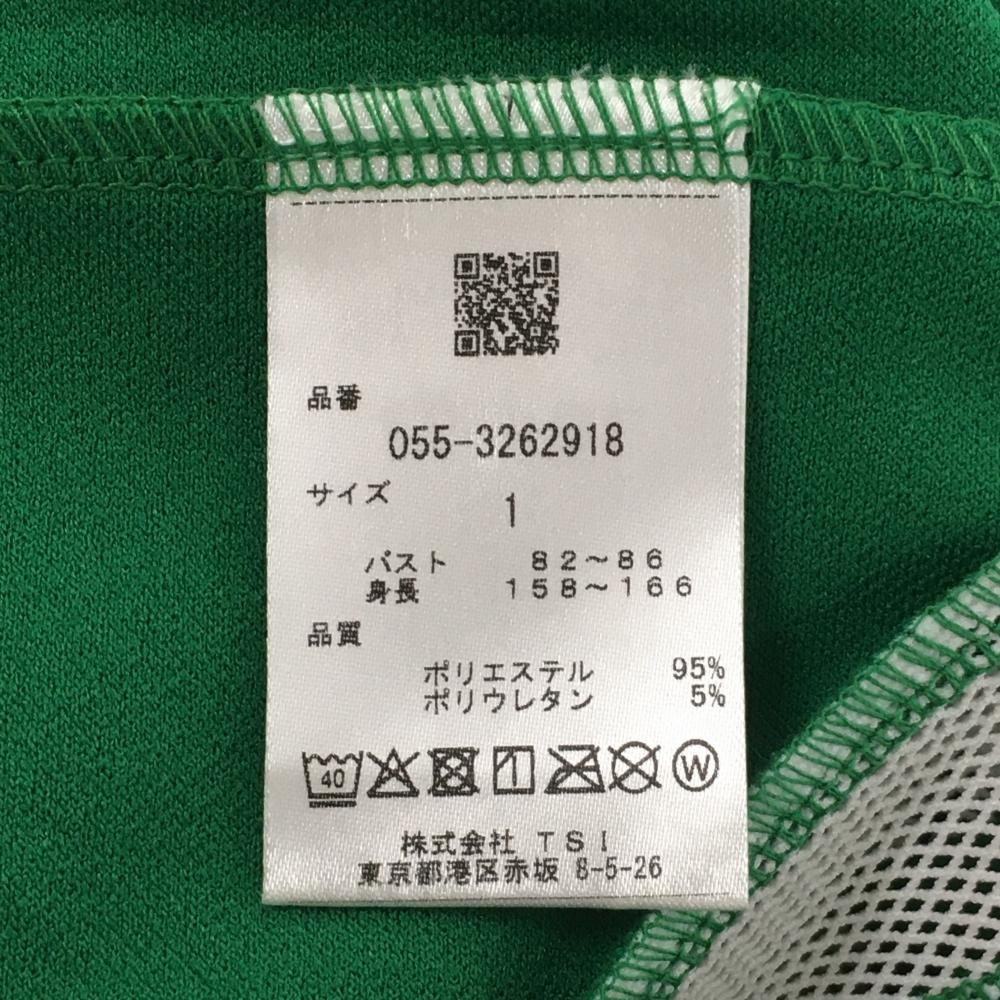 品番
055-3262918
サイズ 1
バスト 82～86
身長 158～166
品質
ポリエステル 95%
ポリウレタン 5%
40 W
株式会社 TSI
東京都港区赤坂 8-5-26